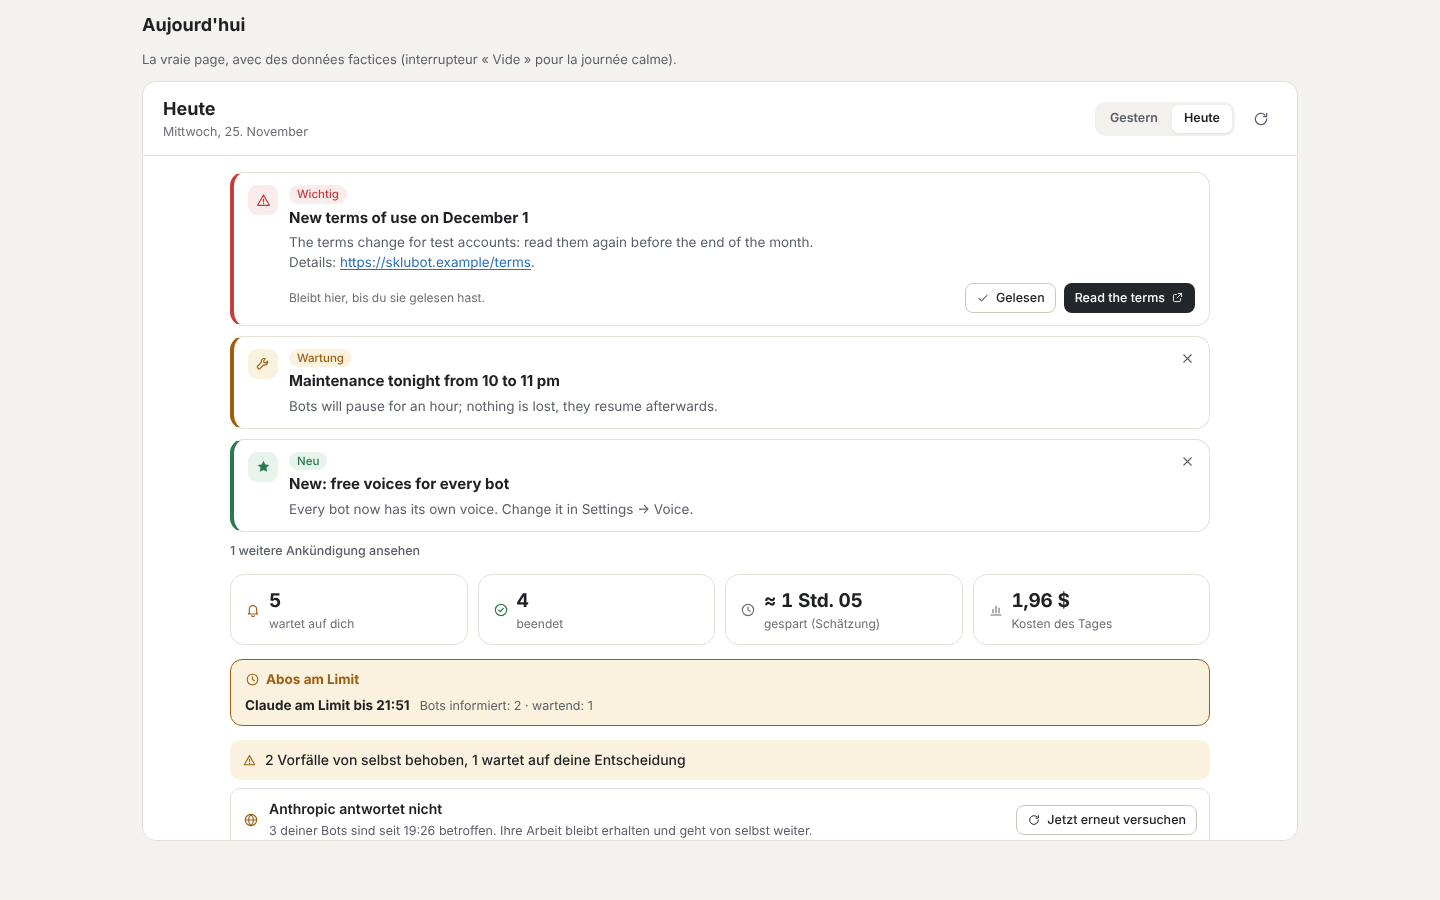 Aujourd'hui
La vraie page, avec des données factices (interrupteur « Vide » pour la journée calme).
Heute
Mittwoch, 25. November
Gestern
Heute
Wichtig
New terms of use on December 1
The terms change for test accounts: read them again before the end of the month.
Details: https://sklubot.example/terms.
Bleibt hier, bis du sie gelesen hast.
Gelesen
Read the terms
Wartung
Maintenance tonight from 10 to 11 pm
Bots will pause for an hour; nothing is lost, they resume afterwards.
Neu
New: free voices for every bot
Every bot now has its own voice. Change it in Settings → Voice.
1 weitere Ankündigung ansehen
5
wartet auf dich
4
beendet
≈ 1 Std. 05
gespart (Schätzung)
1,96 $
Kosten des Tages
Abos am Limit
Claude am Limit bis 21:51 Bots informiert: 2 · wartend: 1
2 Vorfälle von selbst behoben, 1 wartet auf deine Entscheidung
Anthropic antwortet nicht
3 deiner Bots sind seit 19:26 betroffen. Ihre Arbeit bleibt erhalten und geht von selbst weiter.
Jetzt erneut versuchen